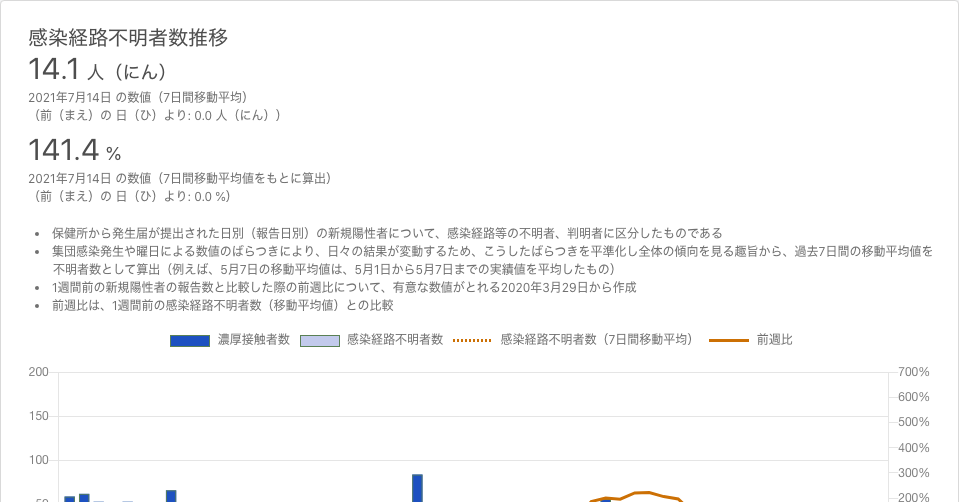 感染経路不明者数推移
14.1 人（にん）
2021年7月14日 の数値（7日間移動平均）
（前（まえ）の 日（ひ）より: 0.0 人（にん））
141.4 %
2021年7月14日 の数値（7日間移動平均値をもとに算出）
（前（まえ）の 日（ひ）より: 0.0 %）
• 保健所から発生届が提出された日別（報告日別）の新規陽性者について、感染経路等の不明者、判明者に区分したものである
• 集団感染発生や曜日による数値のばらつきにより、日々の結果が変動するため、こうしたばらつきを平準化し全体の傾向を見る趣旨から、過去7日間の移動平均値を
不明者数として算出（例えば、5月7日の移動平均値は、5月1日から5月7日までの実績値を平均したもの）
• 1週間前の新規陽性者の報告数と比較した際の前週比について、有意な数値がとれる2020年3月29日から作成
• 前週比は、1週間前の感染経路不明者数（移動平均値）との比較
濃厚接触者数 感染経路不明者数 感染経路不明者数（7日間移動平均） 前週比
200 700%
600%
150
500%
400%
100
300%
50 200%